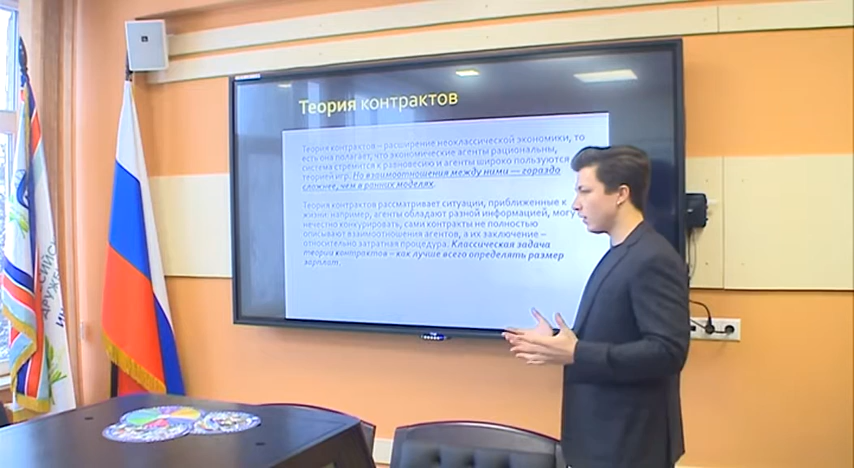 Теория контрактов
Теория контрактов – расширение неоклассической экономики, то
есть она полагает, что экономические агенты рациональны,
система стремится к равновесию и агенты широко пользуются
теорией игр. Но взаимоотношения между ними — гораздо
сложнее, чем в ранних моделях.
Теория контрактов рассматривает ситуации, приближенные к
жизни: например, агенты обладают разной информацией, могу
нечестно конкурировать, сами контракты не полностью
описывают взаимоотношения агентов, а их заключение –
относительно затратная процедура. Классическая задача
теории контрактов – как лучше всего определять размер
зарплат.